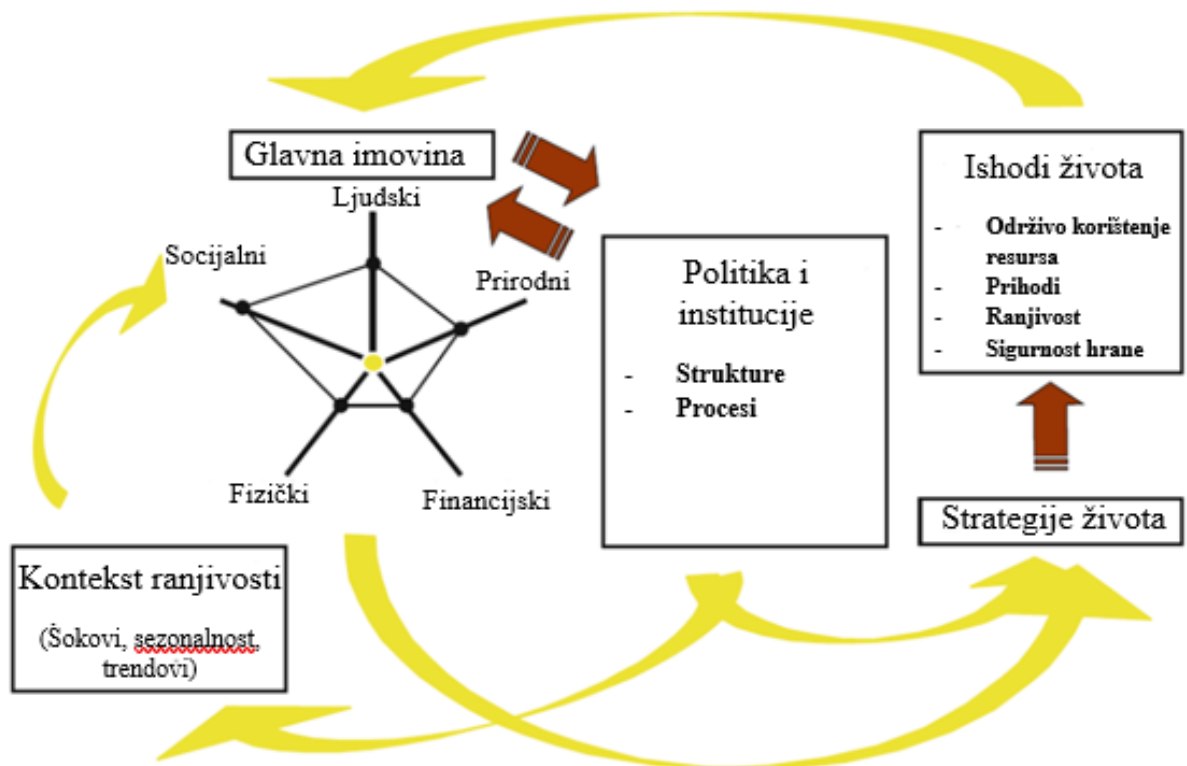 Glavna imovina
Ljudski
Socijalni
Prirodni
Fizički
Financijski
Kontekst ranjivosti
(Šokovi, sezonalnost,
trendovi)
Politika i
institucije
- Strukture
- Procesi
Ishodi života
- Održivo korištenje
resursa
- Prihodi
- Ranjivost
- Sigurnost hrane
Strategije života